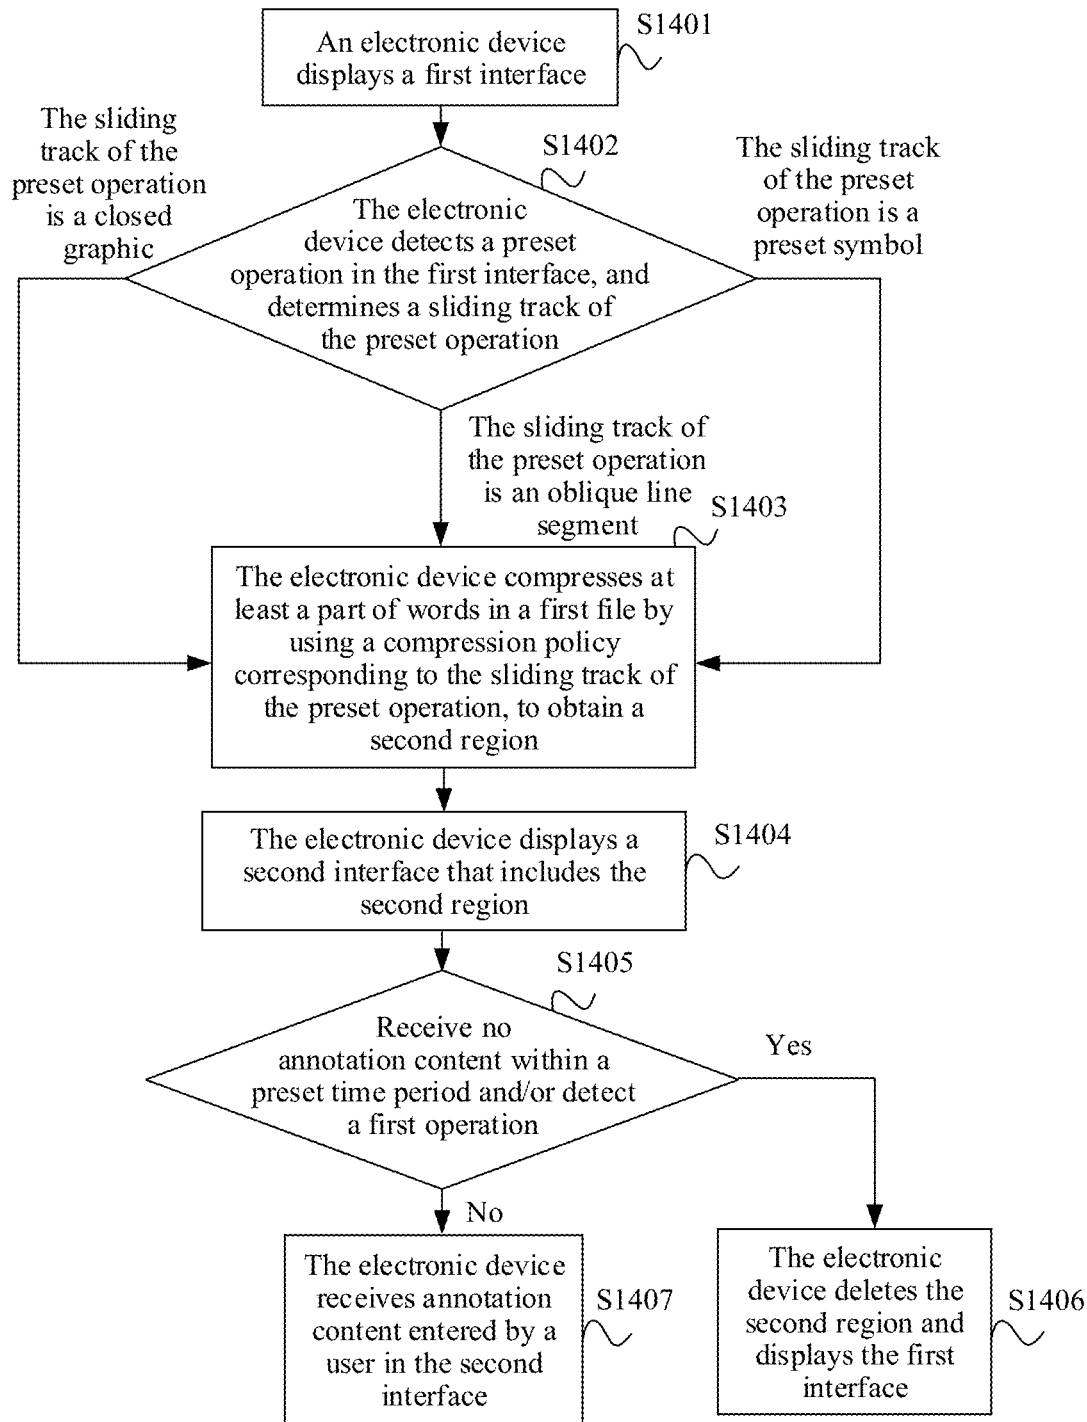 An electronic device
displays a first interface
S1401
The sliding
track of the
preset operation
is a closed
graphic
S1402
The sliding track
of the preset
operation is a
preset symbol
The electronic
device detects a preset
operation in the first interface, and
determines a sliding track of
the preset operation
The sliding track of
the preset operation
is an oblique line
segment
S1403
The electronic device compresses at
least a part of words in a first file by
using a compression policy
corresponding to the sliding track of
the preset operation, to obtain a
second region
The electronic device displays a
second interface that includes the
second region
S1404
S1405
Receive no
annotation content within a
preset time period and/or detect
a first operation
Yes
No
The electronic device
receives annotation
content entered by a
user in the second
interface
S1407
The electronic
device deletes the
second region and
displays the first
interface
S1406